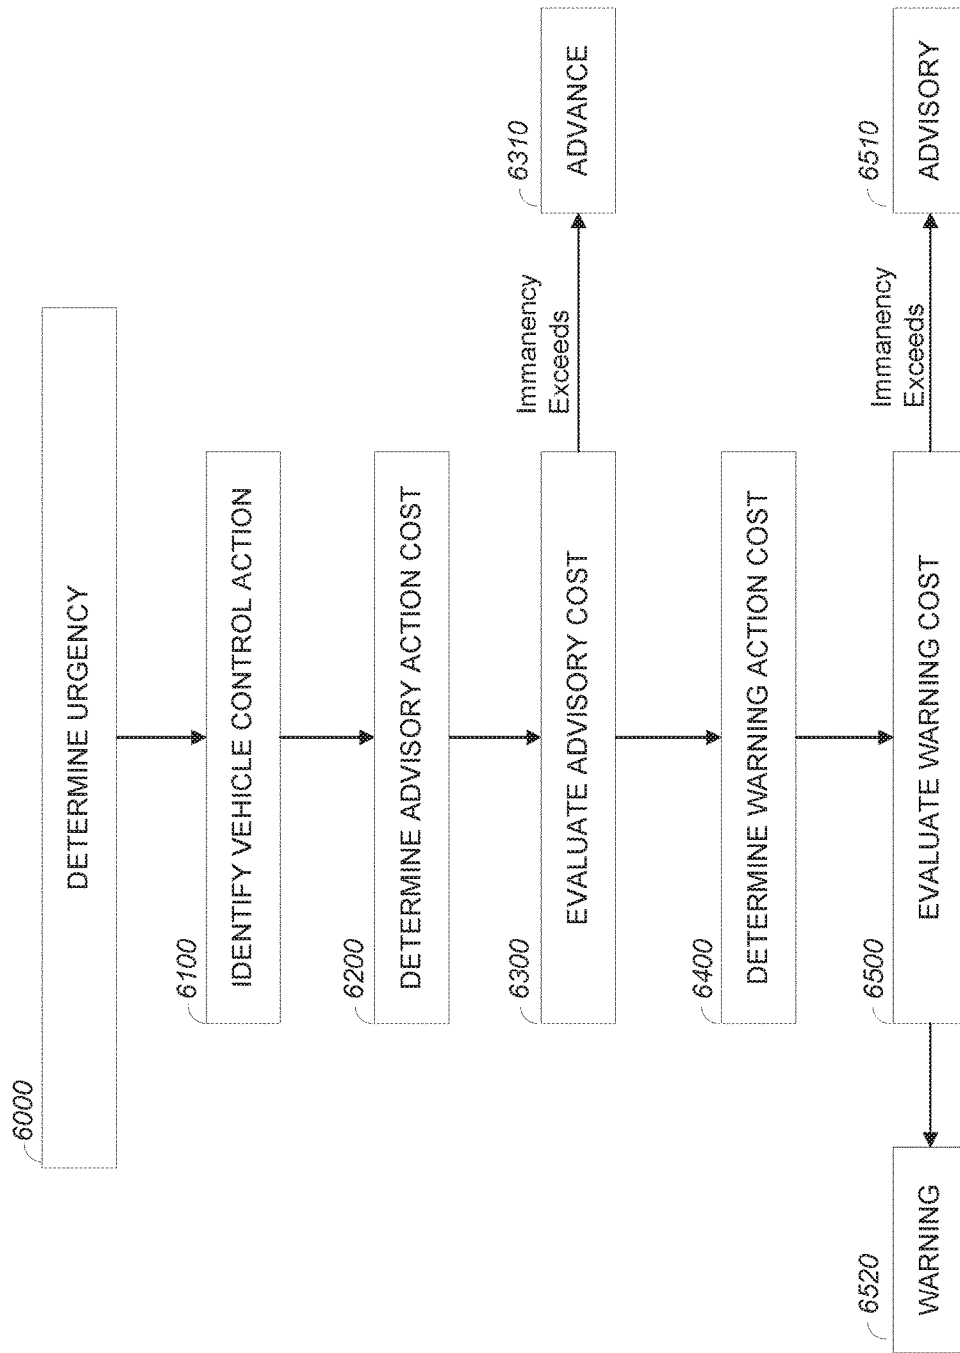 6000
DETERMINE URGENCY
6100
IDENTIFY VEHICLE CONTROL ACTION
6200
DETERMINE ADVISORY ACTION COST
6300
EVALUATE ADVISORY COST
Immanency
Exceeds
6310
ADVANCE
6400
DETERMINE WARNING ACTION COST
6500
EVALUATE WARNING COST
Immanency
Exceeds
6510
ADVISORY
6520
WARNING